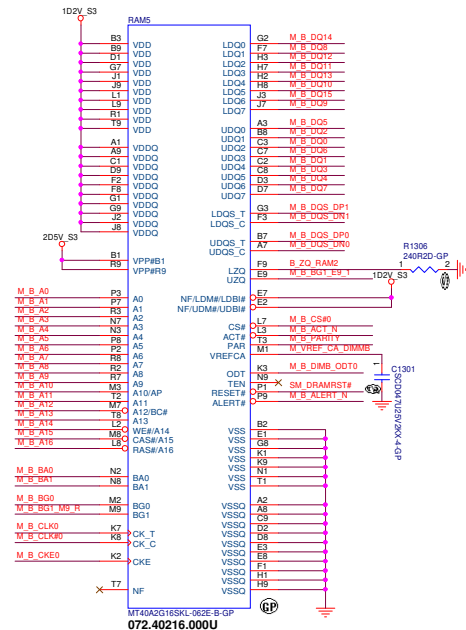 1D2V_S3
RAM5
B3 VDD
B9 VDD
D1 VDD
G7 VDD
J1 VDD
J9 VDD
L1 VDD
L9 VDD
R1 VDD
T9 VDD
A1 VDDQ
A9 VDDQ
C1 VDDQ
D9 VDDQ
F2 VDDQ
F8 VDDQ
G1 VDDQ
G9 VDDQ
J2 VDDQ
J8 VDDQ
2D5V_S3
B1 VPP#B1
R9 VPP#R9
M_B_A0 P3 A0
M_B_A1 P7 A1
M_B_A2 R3 A2
M_B_A3 N7 A3
M_B_A4 N3 A4
M_B_A5 P8 A5
M_B_A6 P2 A6
M_B_A7 R8 A7
M_B_A8 R2 A8
M_B_A9 R7 A9
M_B_A10 M3 A10/AP
M_B_A11 T2 A11
M_B_A12 M7 A12/BC#
M_B_A13 T8 A13
M_B_A14 L2 WE#/A14
M_B_A15 M8 CAS#/A15
M_B_A16 L8 RAS#/A16
M_B_BA0 N2 BA0
M_B_BA1 N8 BA1
M_B_BG0 M2 BG0
M_B_BG1_M9_R M9 BG1
M_B_CLK0 K7 CK_T
M_B_CLK#0 K8 CK_C
M_B_CKE0 K2 CKE
T7 NF
LDQ0 G2 M_B_DQ14
LDQ1 F7 M_B_DQ8
LDQ2 H3 M_B_DQ12
LDQ3 H7 M_B_DQ11
LDQ4 H2 M_B_DQ13
LDQ5 H8 M_B_DQ10
LDQ6 J3 M_B_DQ15
LDQ7 J7 M_B_DQ9
UDQ0 A3 M_B_DQ5
UDQ1 B8 M_B_DQ2
UDQ2 C3 M_B_DQ0
UDQ3 C7 M_B_DQ6
UDQ4 C2 M_B_DQ1
UDQ5 C8 M_B_DQ3
UDQ6 D3 M_B_DQ4
UDQ7 D7 M_B_DQ7
LDQS_T G3 M_B_DQS_DP1
LDQS_C F3 M_B_DQS_DN1
UDQS_T B7 M_B_DQS_DP0
UDQS_C A7 M_B_DQS_DN0
R1306
240R2D-GP
LZQ F9 B_ZQ_RAM2 1 2
UZQ E9 M_B_BG1_E9_1
1D2V_S3
NF/LDM#/LDBI# E7
NF/UDM#/UDBI# E2
CS# L7 M_B_CS#0
ACT# L3 M_B_ACT_N
PAR T3 M_B_PARITY
VREFCA M1 M_VREF_CA_DIMMB
ODT K3 M_B_DIMB_ODT0
TEN N9
RESET# P1 SM_DRAMRST#
ALERT# P9 M_B_ALERT_N
1
C1301
SCD047U25V2KX-4-GP
VSS B2
VSS E1
VSS G8
VSS K1
VSS K9
VSS N1
VSS T1
VSSQ A2
VSSQ A8
VSSQ C9
VSSQ D2
VSSQ D8
VSSQ E3
VSSQ E8
VSSQ F1
VSSQ H1
VSSQ H9
MT40A2G16SKL-062E-B-GP
GP
072.40216.000U